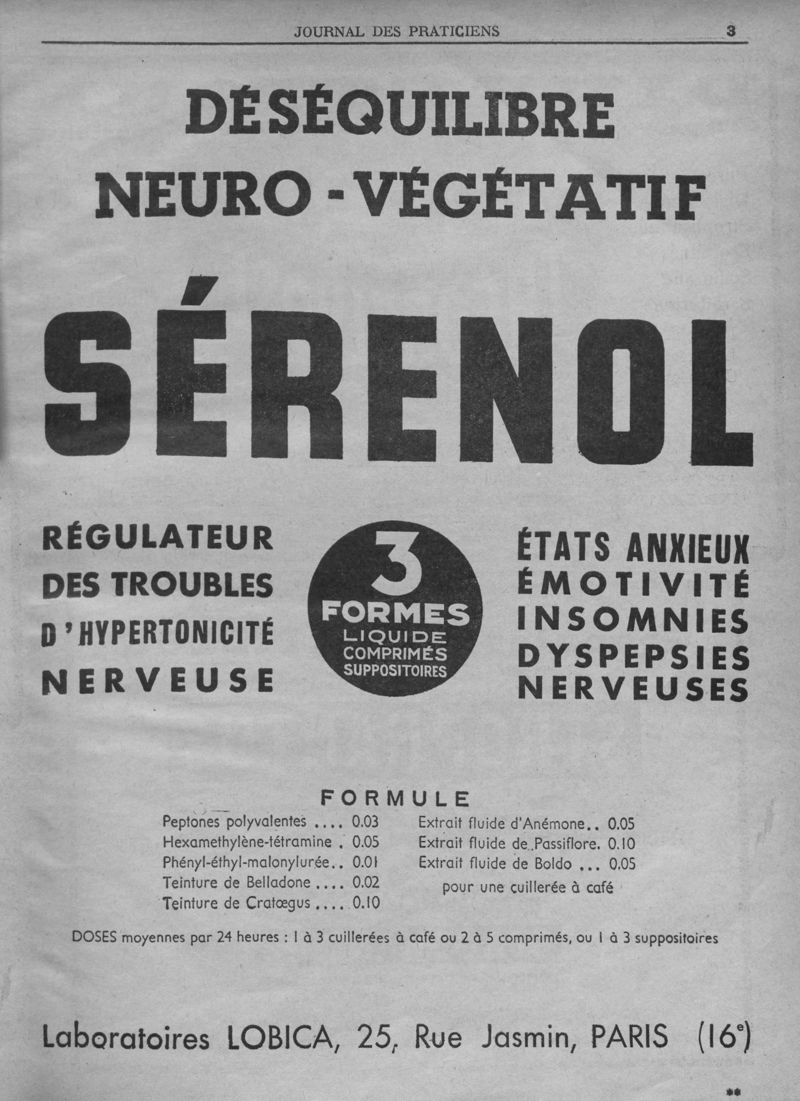 JOURNAL DES PRATICIENS 3
DÉSÉQUILIBRE
NEURO - VÉGÉTATIF
SÉRENOL
RÉGULATEUR
DES TROUBLES
D'HYPERTONICITÉ
NERVEUSE
3
FORMES
LIQUIDE
COMPRIMÉS
SUPPOSITOIRES
ÉTATS ANXIEUX
ÉMOTIVITÉ
INSOMNIES
DYSPEPSIES
NERVEUSES
FORMULE
Peptones polyvalentes .... 0.03
Hexamethylène-tétramine . 0.05
Phényl-éthyl-malonylurée.. 0.01
Teinture de Belladone .... 0.02
Teinture de Cratœgus .... 0.10
Extrait fluide d'Anémone.. 0.05
Extrait fluide de Passiflore. 0.10
Extrait fluide de Boldo ... 0.05
pour une cuillerée à café
DOSES moyennes par 24 heures : 1 à 3 cuillerées à café ou 2 à 5 comprimés, ou 1 à 3 suppositoires
Laboratoires LOBICA, 25, Rue Jasmin, PARIS (16e)
**